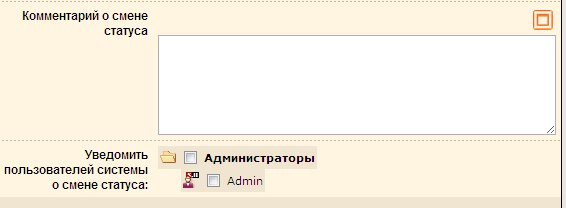 Комментарий о смене
статуса
Уведомить
пользователей системы
о смене статуса:
Администраторы
Admin